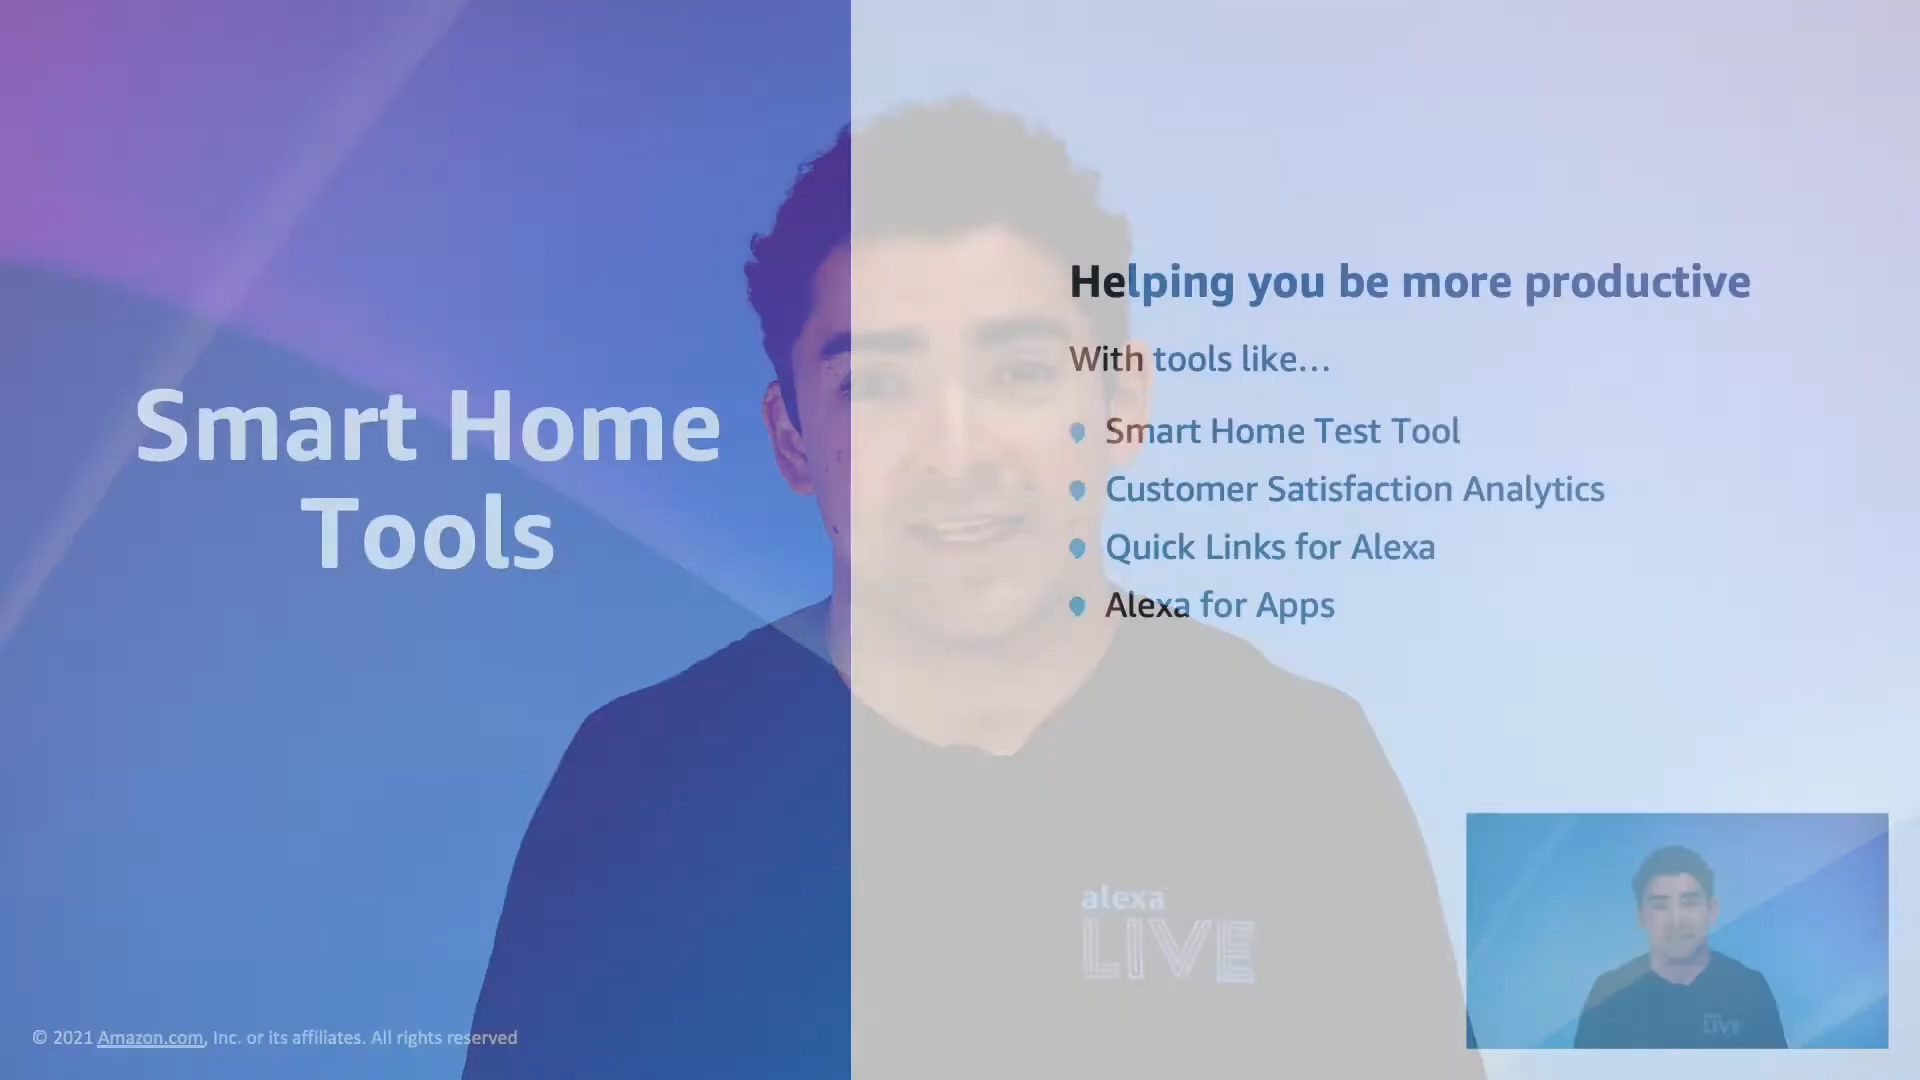 Smart Home
Tools
Helping you be more productive
With tools like...
Smart Home Test Tool
Customer Satisfaction Analytics
Quick Links for Alexa
Alexa for Apps
alexa
LIVE
LIVE
© 2021 Amazon.com, Inc. or its affiliates. All rights reserved